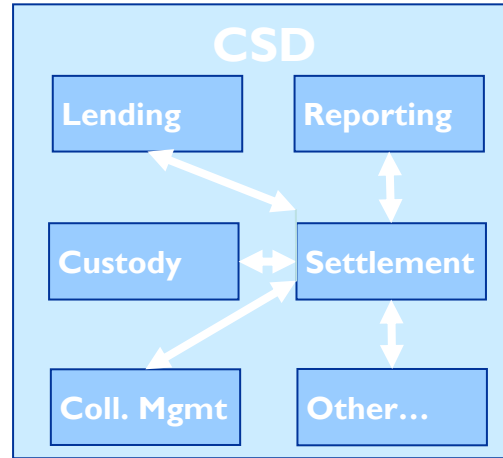 CSD
Lending
Reporting
Custody
Settlement
Coll. Mgmt
Other…